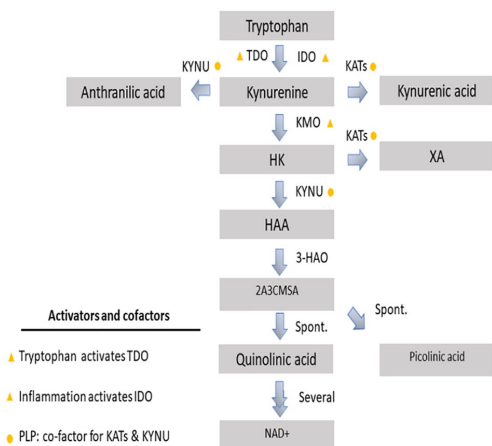 Tryptophan
KYNU TDO IDO KATs
Anthranilic acid Kynurenine Kynurenic acid
KMO KATs
HK XA
KYNU
HAA
3-HAO
2A3CMSA
Activators and cofactors Spont. Spont.
Tryptophan activates TDO Quinolinic acid Picolinic acid
Inflammation activates IDO Several
PLP: co-factor for KATs & KYNU NAD+